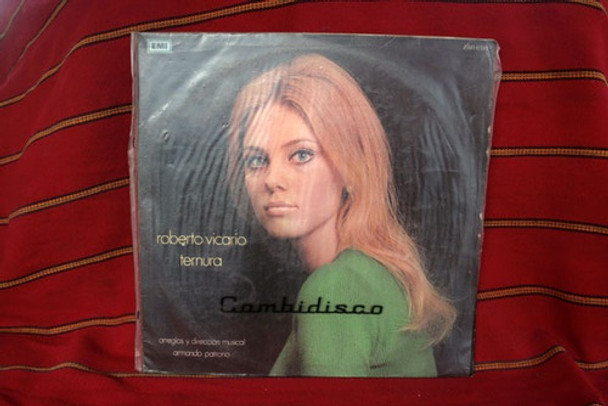 EMI
roberto vicario
ternura
Cambidisco
arreglos y dirección musical
armando patrono